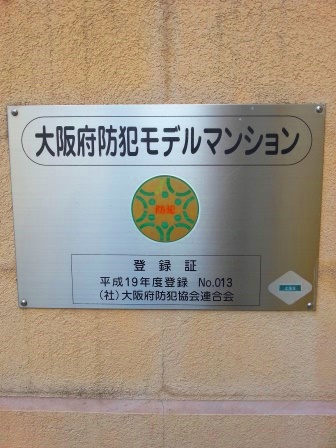 大阪府防犯モデルマンション
防犯
登録証
平成19年度登録 No.013
(社)大阪府防犯協会連合会